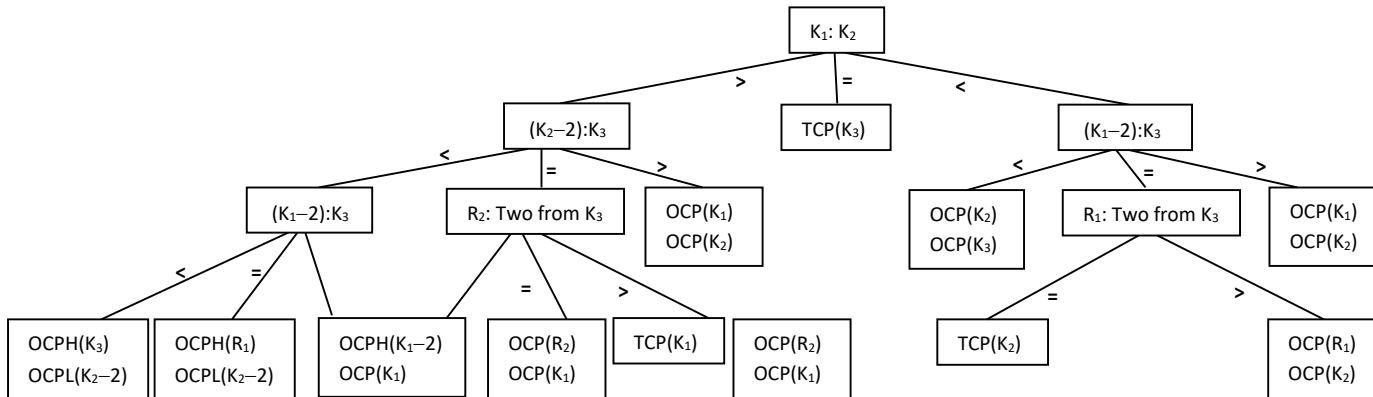 K₁: K₂
> = <
(K₂−2):K₃
TCP(K₃)
(K₁−2):K₃
< = >
< = >
(K₁−2):K₃
R₂: Two from K₃
OCP(K₁)
OCP(K₂)
OCP(K₂)
OCP(K₃)
R₁: Two from K₃
OCP(K₁)
OCP(K₂)
< =
= >
= >
OCPH(K₃)
OCPL(K₂−2)
OCPH(R₁)
OCPL(K₂−2)
OCPH(K₁−2)
OCP(K₁)
OCP(R₂)
OCP(K₁)
TCP(K₁)
OCP(R₂)
OCP(K₁)
TCP(K₂)
OCP(R₁)
OCP(K₂)